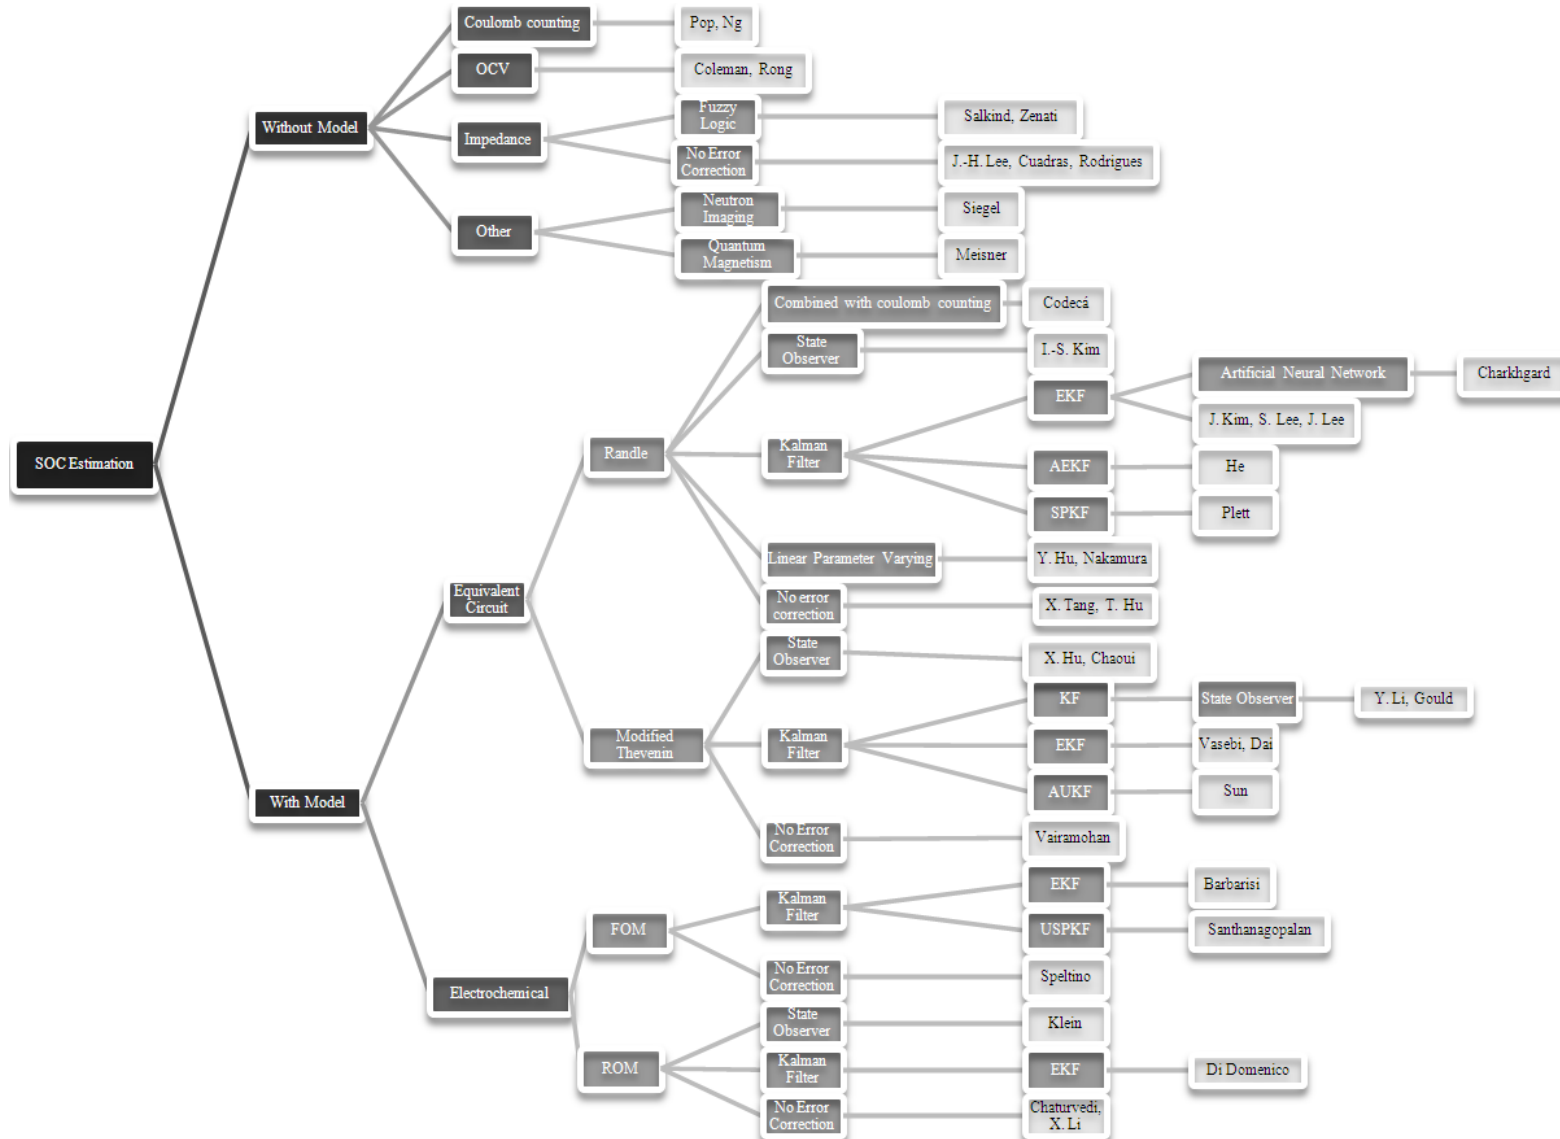 Coulomb counting
Pop, Ng
OCV
Coleman, Rong
Without Model
Impedance
Fuzzy
Logic
Salkind, Zenati
No Error
Correction
J.-H. Lee, Cuadras, Rodrigues
Other
Neutron
Imaging
Siegel
Quantum
Magnetism
Meisner
SOC Estimation
With Model
Equivalent
Circuit
Randle
Combined with coulomb counting
Codecá
State
Observer
I.-S. Kim
Kalman
Filter
EKF
Artificial Neural Network
Charkhgard
J. Kim, S. Lee, J. Lee
AEKF
He
SPKF
Plett
Linear Parameter Varying
Y. Hu, Nakamura
No error
correction
X. Tang, T. Hu
Modified
Thevenin
State
Observer
X. Hu, Chaoui
Kalman
Filter
KF
State Observer
Y. Li, Gould
EKF
Vasebi, Dai
AUKF
Sun
No Error
Correction
Vairamohan
Electrochemical
FOM
Kalman
Filter
EKF
Barbarisi
USPKF
Santhanagopalan
No Error
Correction
Speltino
ROM
State
Observer
Klein
Kalman
Filter
EKF
Di Domenico
No Error
Correction
Chaturvedi,
X. Li